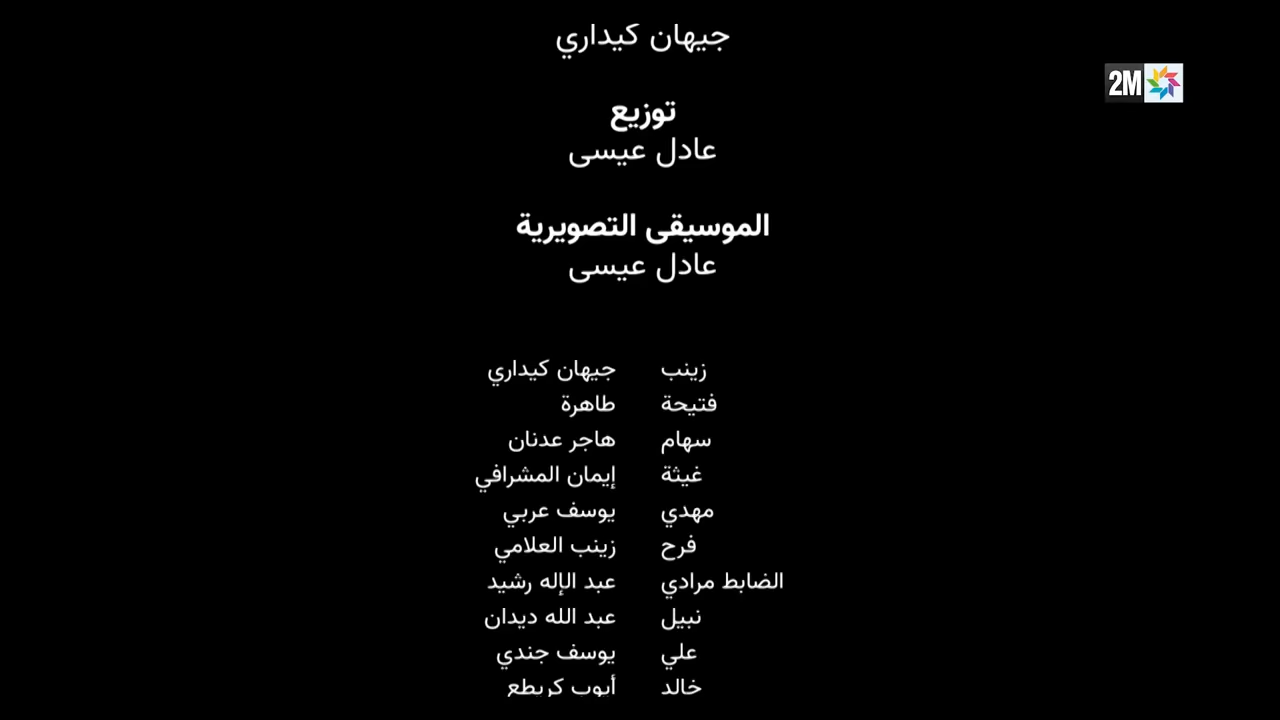 جيهان كيداري
2M
توزيع
عادل عيسى
الموسيقى التصويرية
عادل عيسى
زينب جيهان كيداري
فتيحة طاهرة
سهام هاجر عدنان
غيثة إيمان المشرافي
مهدي يوسف عربي
فرح زينب العلامي
الضابط مرادي عبد الإله رشيد
نبيل عبد الله ديدان
علي يوسف جندي
خالد أيوب كريطع